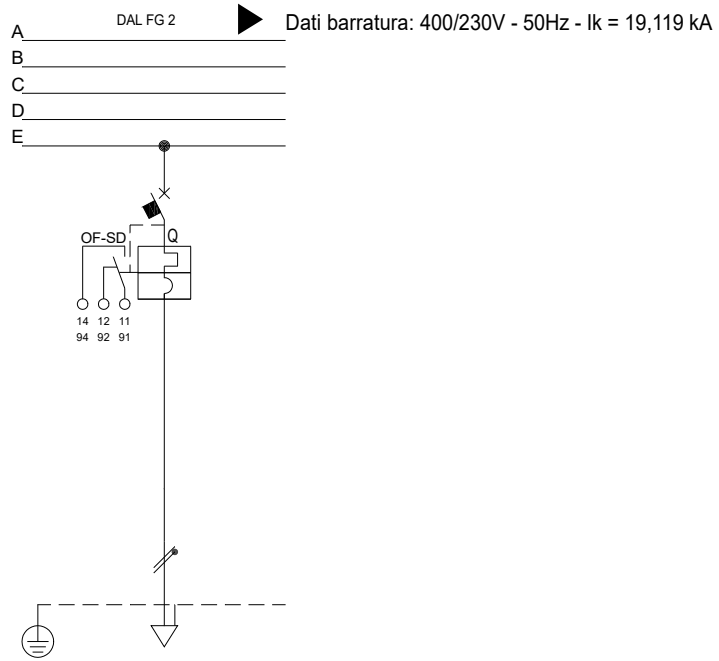 DAL FG 2
Dati barratura: 400/230V - 50Hz - Ik = 19,119 kA
A
B
C
D
E
OF-SD
Q
14 12 11
94 92 91